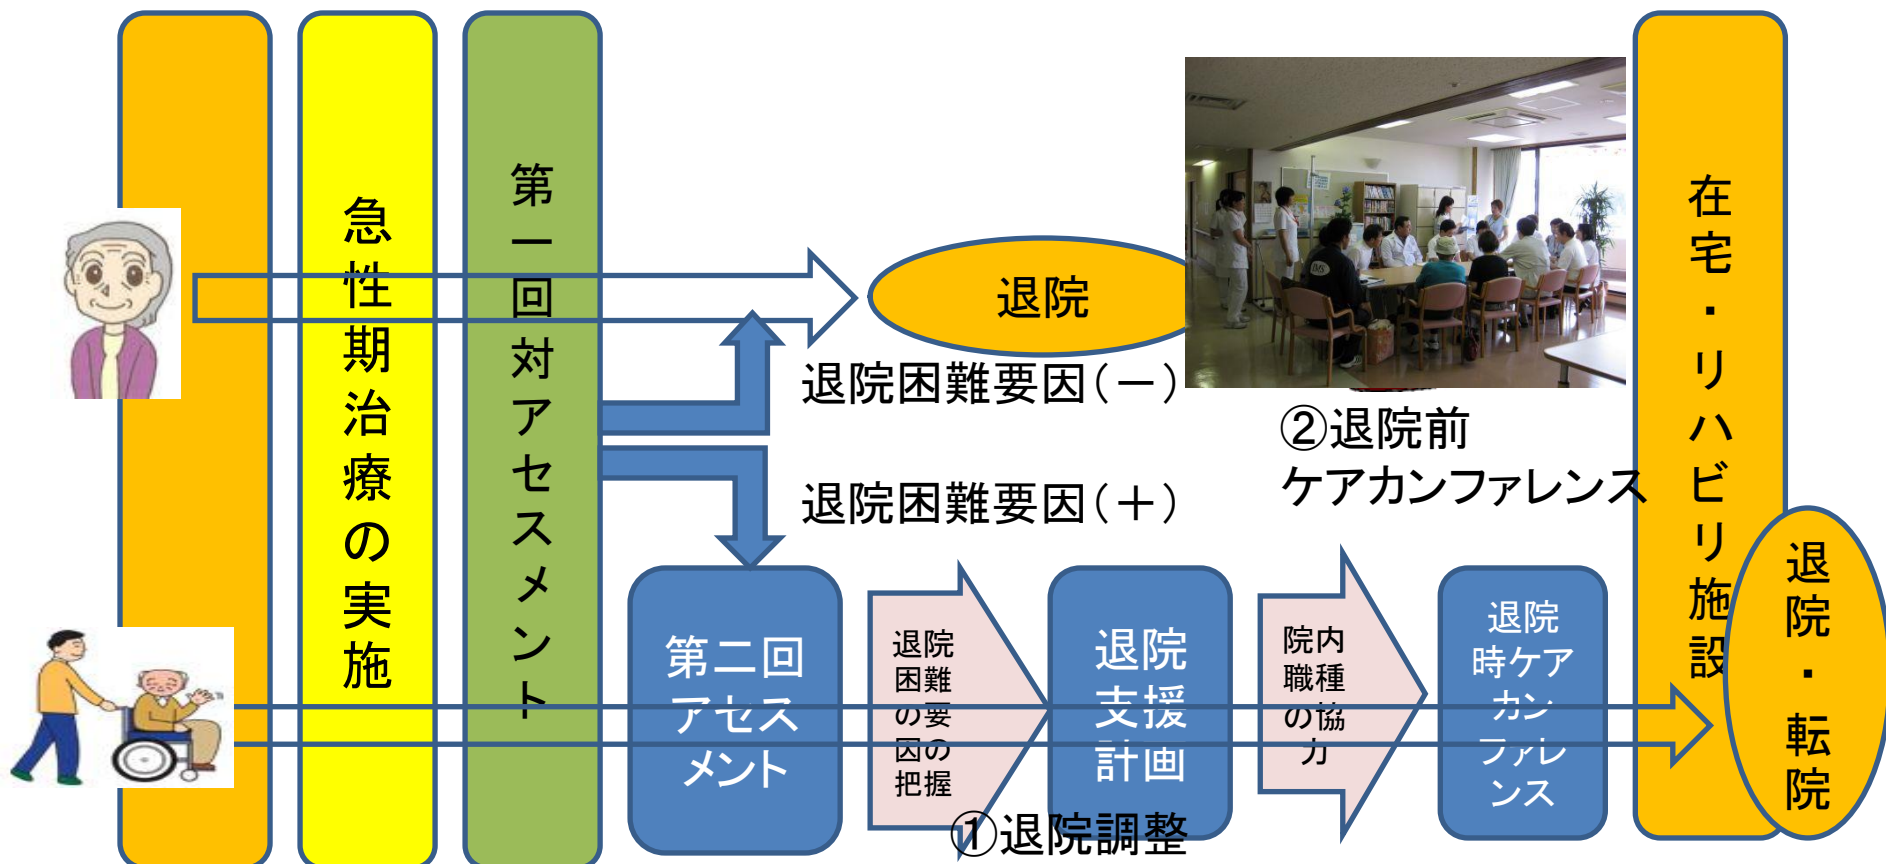 急性期治療の実施
第一回対アセスメント
退院
退院困難要因(－)
退院困難要因(＋)
②退院前
ケアカンファレンス
在宅・リハビリ施設
第二回
アセス
メント
退院
困難
の要
因の
把握
退院
支援
計画
院内
職種
の協
力
退院
時ケア
カン
ファレ
ンス
退院・転院
①退院調整
IMS